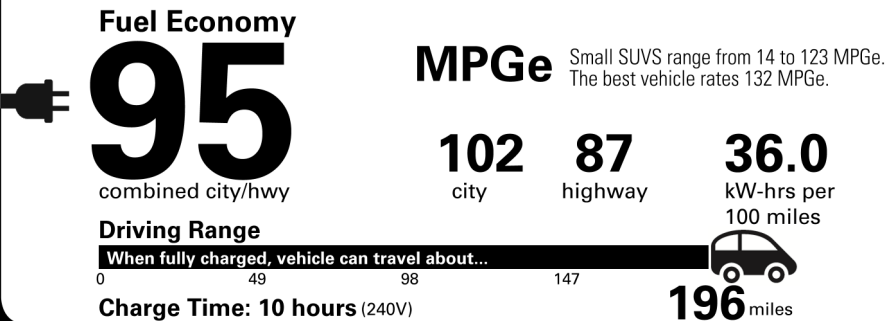 Fuel Economy
95
combined city/hwy
MPGe
Small SUVS range from 14 to 123 MPGe.
The best vehicle rates 132 MPGe.
102
city
87
highway
36.0
kW-hrs per
100 miles
Driving Range
When fully charged, vehicle can travel about...
0 49 98 147
196 miles
Charge Time: 10 hours (240V)